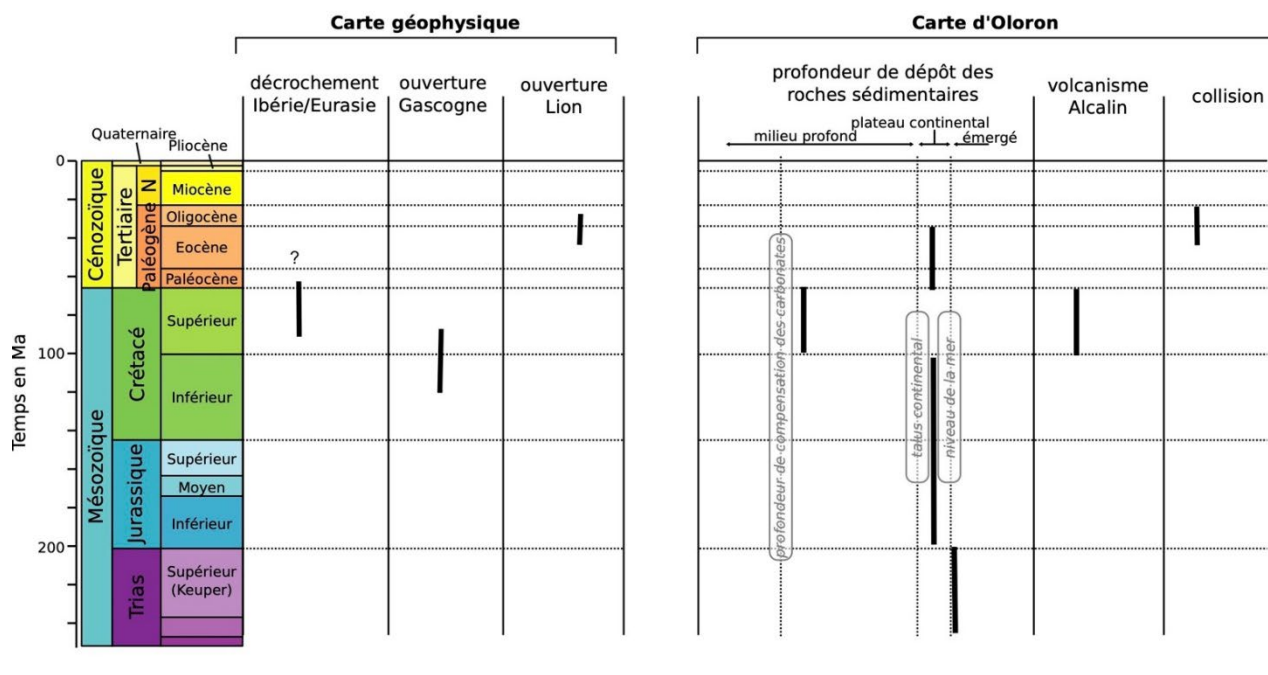 Carte géophysique
Carte d'Oloron
décrochement
Ibérie/Eurasie
ouverture
Gascogne
ouverture
Lion
profondeur de dépôt des
roches sédimentaires
volcanisme
Alcalin
collision
milieu profond
plateau continental
émergé
Quaternaire
Pliocène
0
100
200
Temps en Ma
Cénozoïque
Tertiaire
Paléogène
N
Miocène
Oligocène
Eocène
Paléocène
?
Mésozoïque
Crétacé
Supérieur
Inférieur
Jurassique
Supérieur
Moyen
Inférieur
Trias
Supérieur
(Keuper)
profondeur de compensation des carbonates
talus continental
niveau de la mer